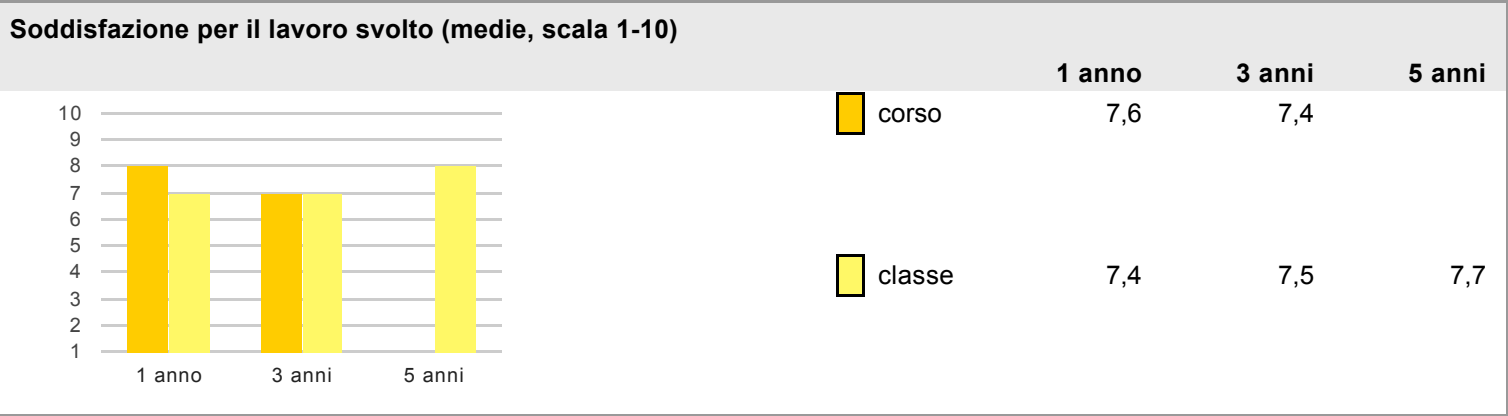 Soddisfazione per il lavoro svolto (medie, scala 1-10)
1 anno 3 anni 5 anni
corso 7,6 7,4
classe 7,4 7,5 7,7
10
9
8
7
6
5
4
3
2
1
1 anno 3 anni 5 anni